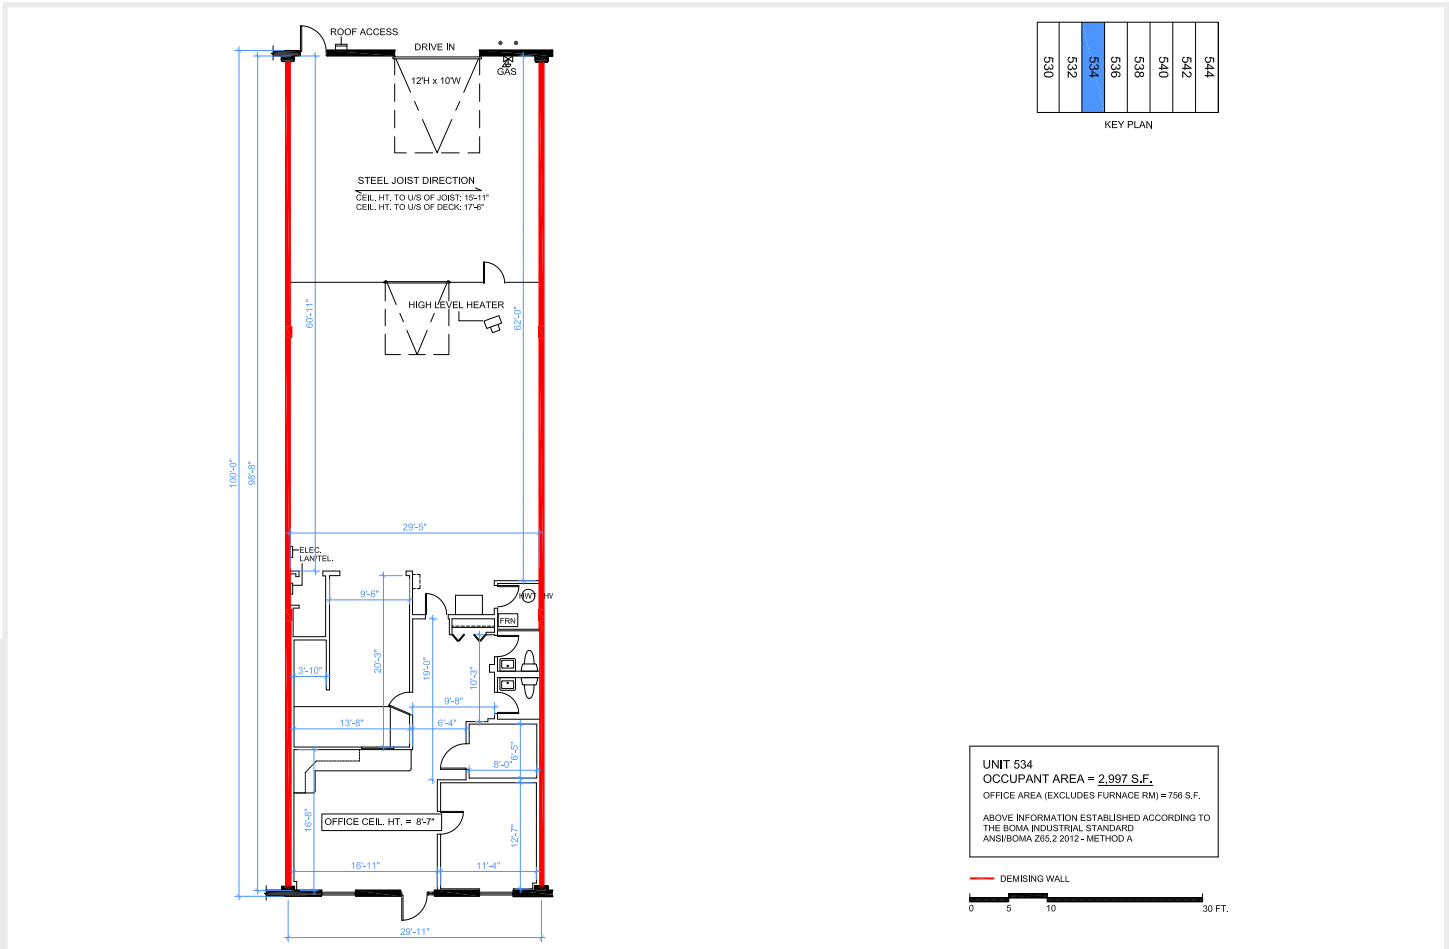 ROOF ACCESS
DRIVE IN
GAS
12'H x 10'W
STEEL JOIST DIRECTION
CEIL. HT. TO U/S OF JOIST: 15'-11"
CEIL. HT. TO U/S OF DECK: 17'-6"
HIGH LEVEL HEATER
60'-11"
62'-0"
100'-0"
98'-8"
29'-5"
ELEC.
LAN/TEL.
9'-6"
HWT
HW
FRN
3'-10"
20'-3"
19'-0"
10'-3"
9'-8"
13'-8"
6'-4"
6'-5"
8'-0"
16'-8"
OFFICE CEIL. HT. = 8'-7"
12'-7"
16'-11"
11'-4"
29'-11"
530
532
534
536
538
540
542
544
KEY PLAN
UNIT 534
OCCUPANT AREA = 2,997 S.F.
OFFICE AREA (EXCLUDES FURNACE RM) = 756 S.F.
ABOVE INFORMATION ESTABLISHED ACCORDING TO
THE BOMA INDUSTRIAL STANDARD
ANSI/BOMA Z65.2 2012 - METHOD A
DEMISING WALL
0 5 10 30 FT.